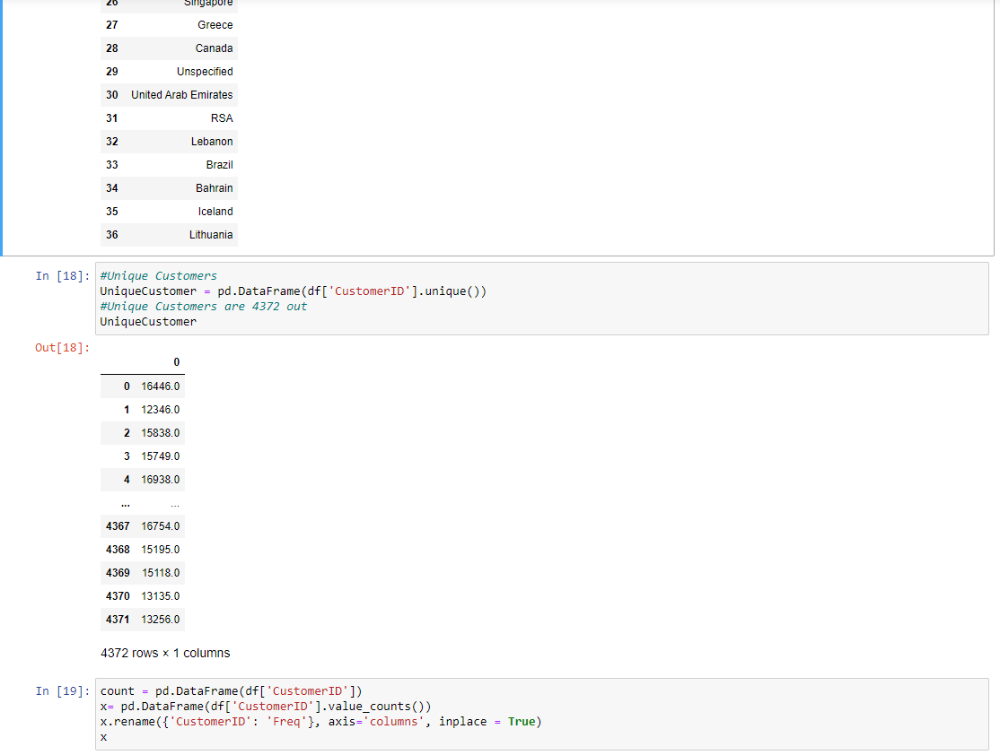 26 Singapore
27 Greece
28 Canada
29 Unspecified
30 United Arab Emirates
31 RSA
32 Lebanon
33 Brazil
34 Bahrain
35 Iceland
36 Lithuania
In [18]: #Unique Customers
UniqueCustomer = pd.DataFrame(df['CustomerID'].unique())
#Unique Customers are 4372 out
UniqueCustomer
Out[18]:
0
0 16446.0
1 12346.0
2 15838.0
3 15749.0
4 16938.0
... ...
4367 16754.0
4368 15195.0
4369 15118.0
4370 13135.0
4371 13256.0
4372 rows × 1 columns
In [19]: count = pd.DataFrame(df['CustomerID'])
x= pd.DataFrame(df['CustomerID'].value_counts())
x.rename({'CustomerID': 'Freq'}, axis='columns', inplace = True)
x